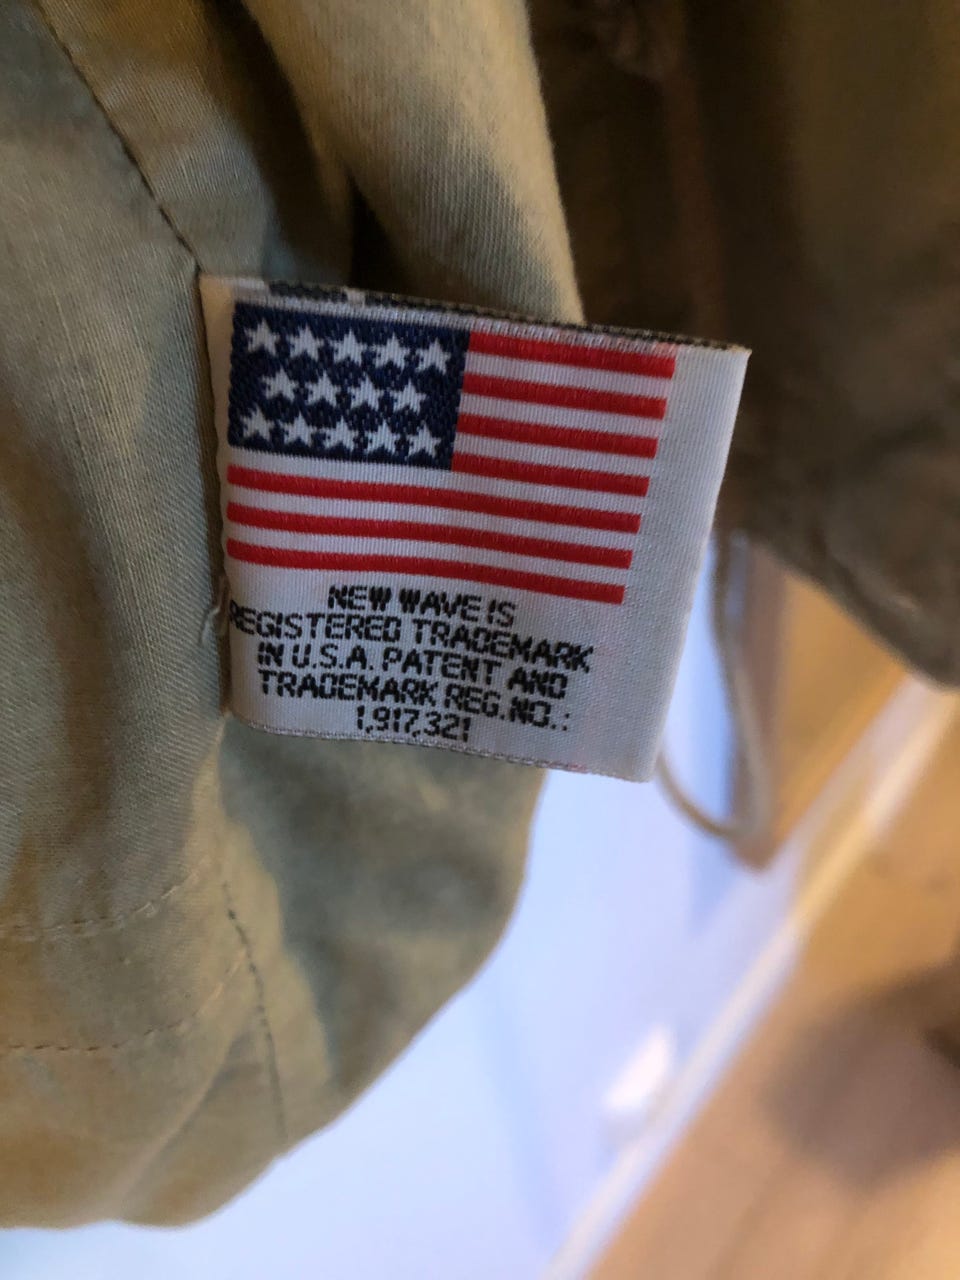 NEW WAVE IS
REGISTERED TRADEMARK
IN U.S.A. PATENT AND
TRADEMARK REG.NO.:
1,917,321